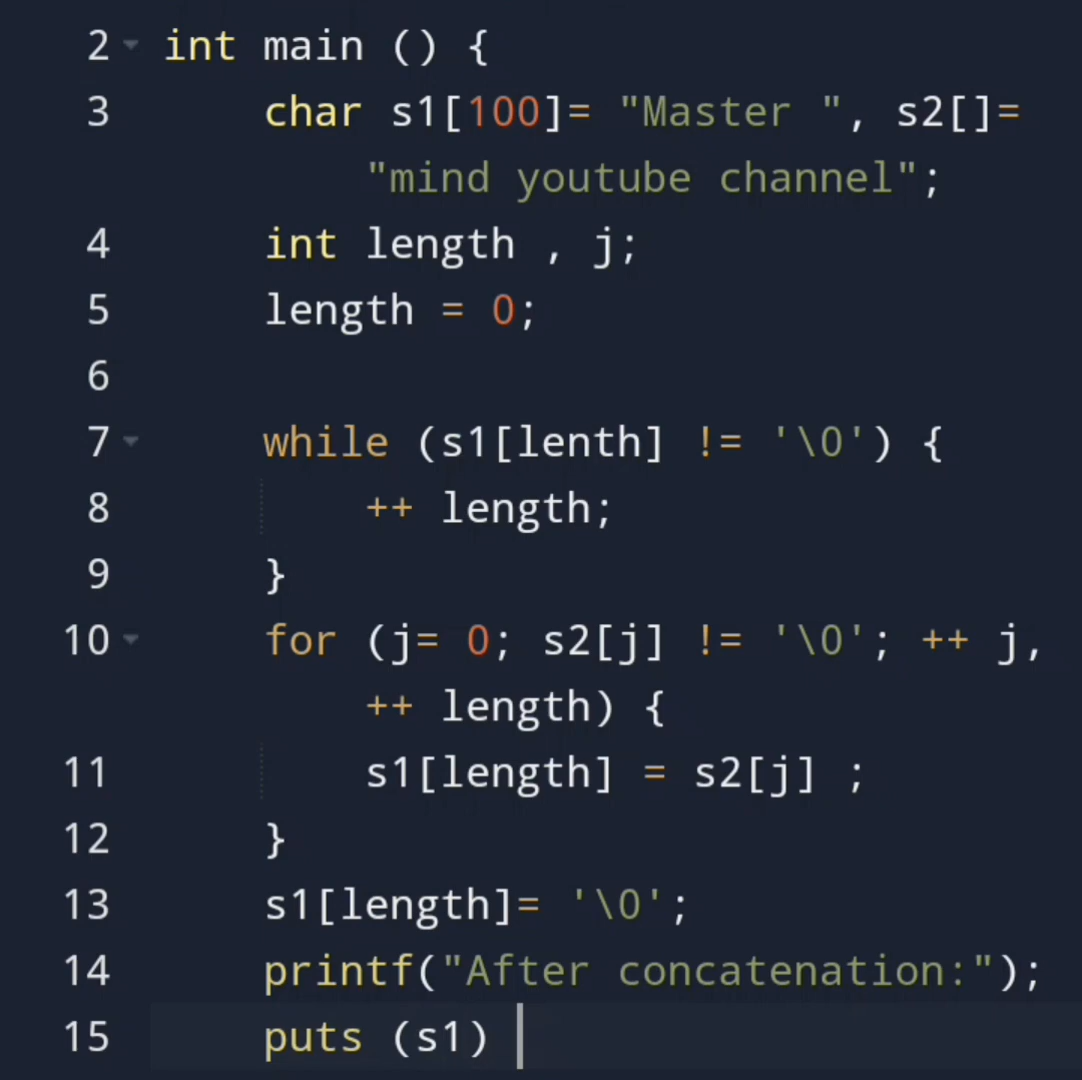 2 int main () {
3 char s1[100]= "Master ", s2[]=
"mind youtube channel";
4 int length , j;
5 length = 0;
6
7 while (s1[lenth] != '\0') {
8 ++ length;
9 }
10 for (j= 0; s2[j] != '\0'; ++ j,
++ length) {
11 s1[length] = s2[j] ;
12 }
13 s1[length]= '\0';
14 printf("After concatenation:");
15 puts (s1)